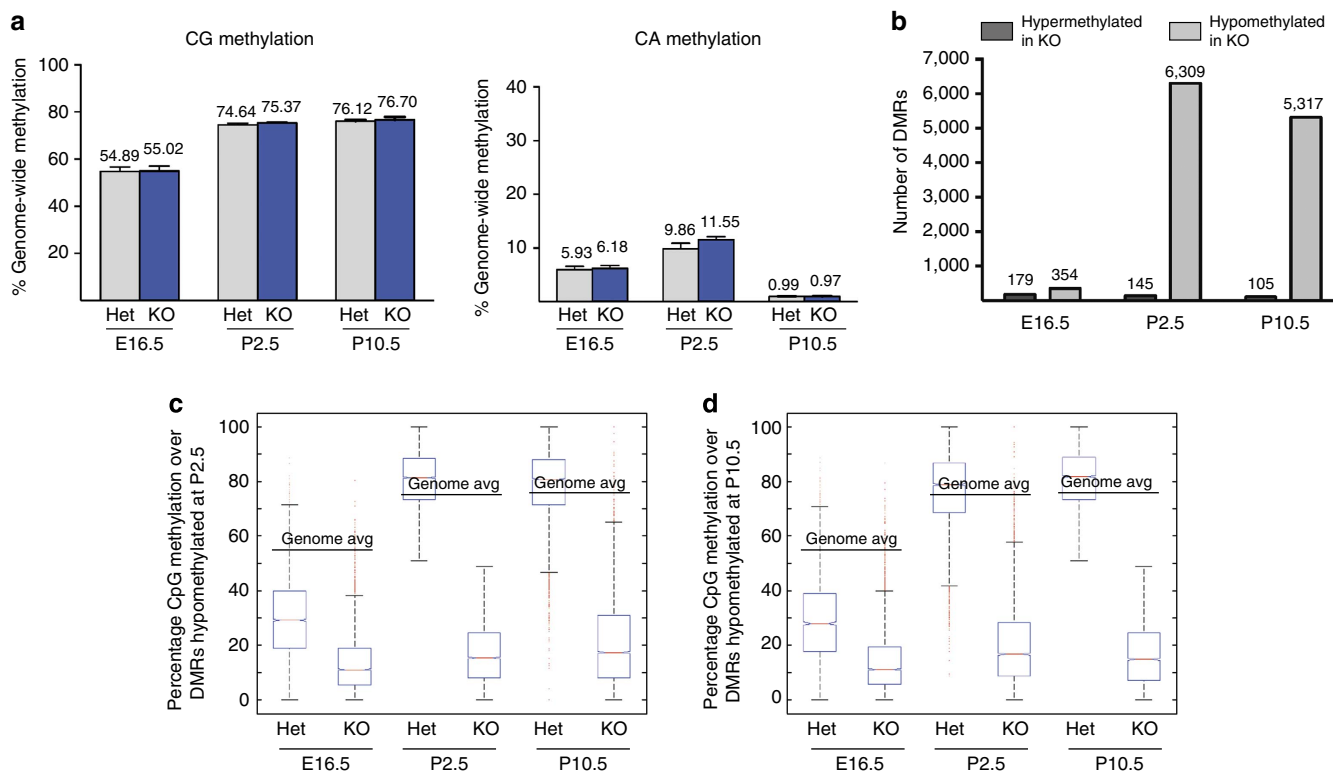 a
CG methylation
% Genome-wide methylation
100
80
60
40
20
54.89
55.02
74.64
75.37
76.12
76.70
Het KO
Het KO
Het KO
E16.5
P2.5
P10.5
CA methylation
% Genome-wide methylation
40
30
20
10
5.93
6.18
9.86
11.55
0.99
0.97
Het KO
Het KO
Het KO
E16.5
P2.5
P10.5
b
Hypermethylated
in KO
Hypomethylated
in KO
Number of DMRs
7,000
6,000
5,000
4,000
3,000
2,000
1,000
179
354
145
6,309
105
5,317
E16.5
P2.5
P10.5
c
Percentage CpG methylation over
DMRs hypomethylated at P2.5
100
80
60
40
20
0
Genome avg
Genome avg
Genome avg
Het
KO
Het
KO
Het
KO
E16.5
P2.5
P10.5
d
Percentage CpG methylation over
DMRs hypomethylated at P10.5
100
80
60
40
20
0
Genome avg
Genome avg
Genome avg
Het
KO
Het
KO
Het
KO
E16.5
P2.5
P10.5